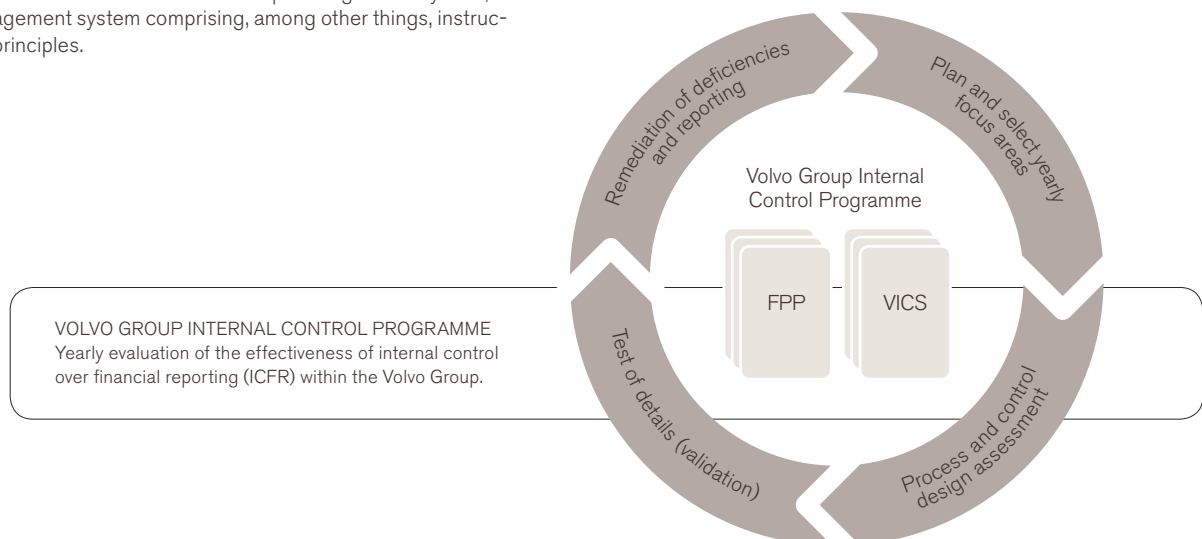 agement system comprising, among other things, instruc-
principles.
Remediation of deficiencies
and reporting
Plan and select yearly
focus areas
Volvo Group Internal
Control Programme
FPP
VICS
VOLVO GROUP INTERNAL CONTROL PROGRAMME
Yearly evaluation of the effectiveness of internal control
over financial reporting (ICFR) within the Volvo Group.
Test of details (validation)
Process and control
design assessment